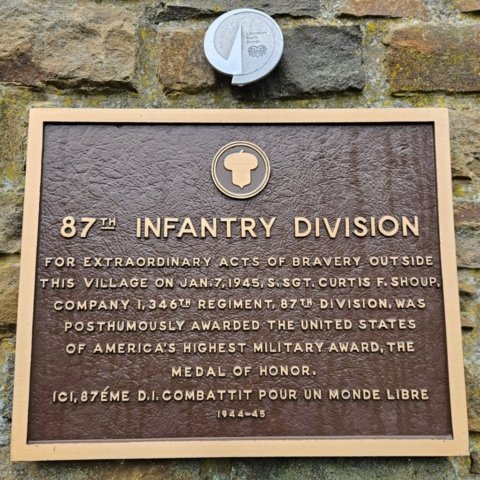 87TH INFANTRY DIVISION
FOR EXTRAORDINARY ACTS OF BRAVERY OUTSIDE
THIS VILLAGE ON JAN. 7, 1945, S. SGT. CURTIS F. SHOUP,
COMPANY I, 346TH REGIMENT, 87TH DIVISION, WAS
POSTHUMOUSLY AWARDED THE UNITED STATES
OF AMERICA'S HIGHEST MILITARY AWARD, THE
MEDAL OF HONOR.
ICI, 87ÉME D.I. COMBATTIT POUR UN MONDE LIBRE
1944-45